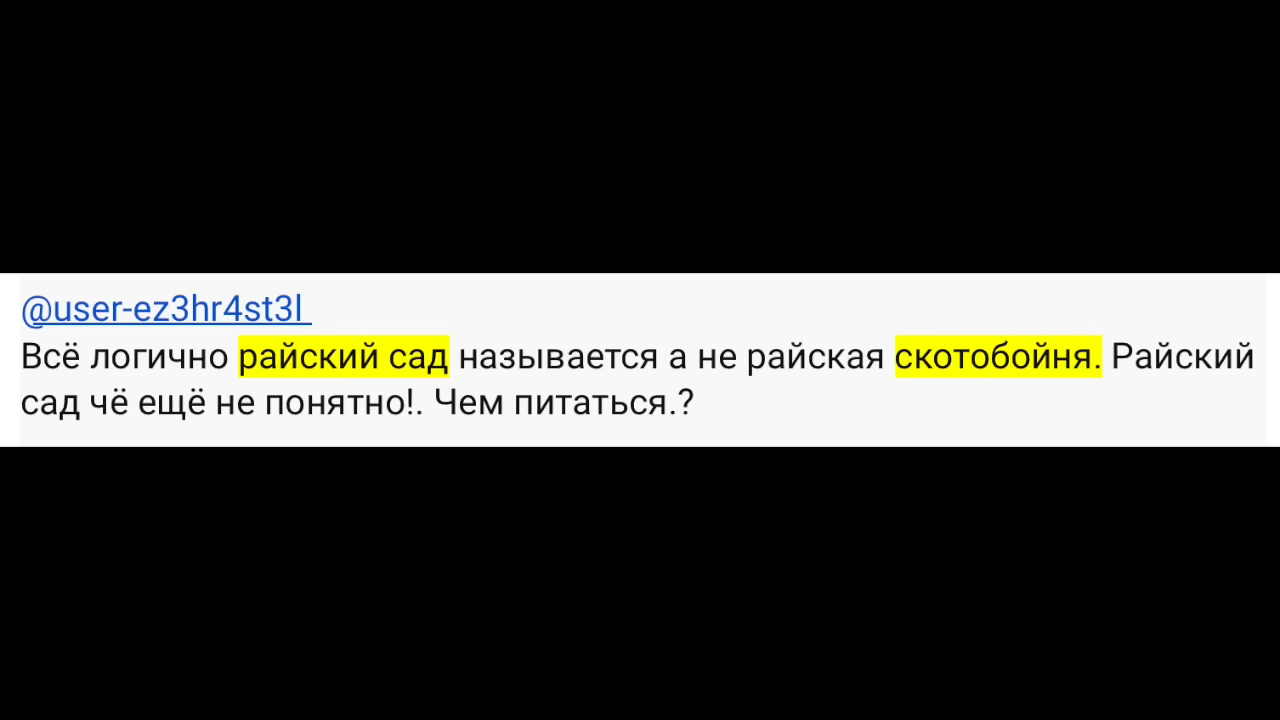 @user-ez3hr4st3l
Всё логично райский сад называется а не райская скотобойня. Райский
сад чё ещё не понятно!. Чем питаться.?